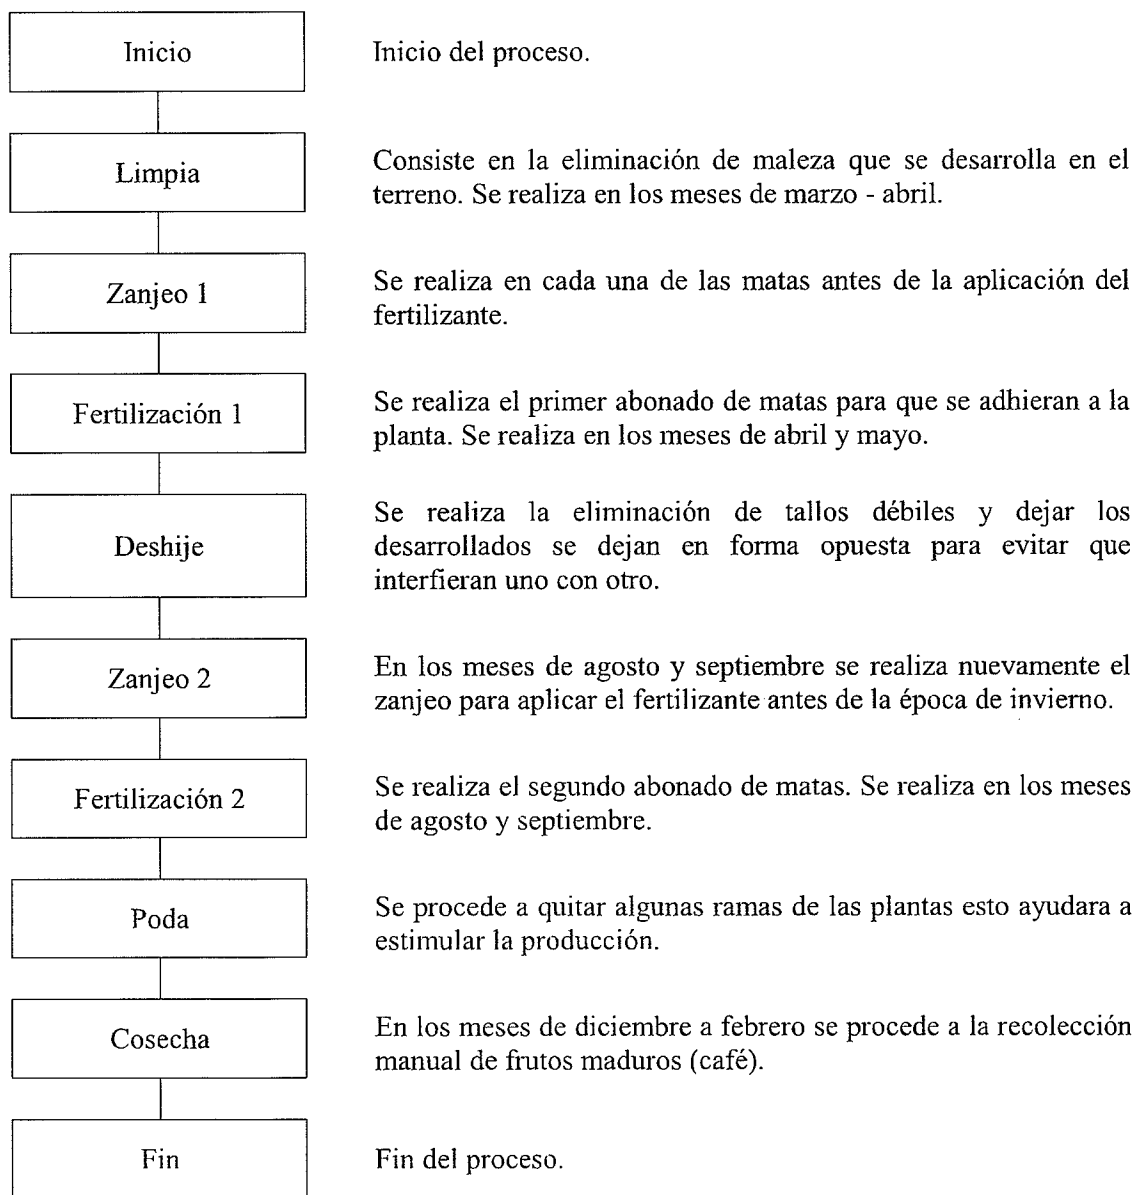 Inicio
Inicio del proceso.
Limpia
Consiste en la eliminación de maleza que se desarrolla en el
terreno. Se realiza en los meses de marzo - abril.
Zanjeo 1
Se realiza en cada una de las matas antes de la aplicación del
fertilizante.
Fertilización 1
Se realiza el primer abonado de matas para que se adhieran a la
planta. Se realiza en los meses de abril y mayo.
Deshije
Se realiza la eliminación de tallos débiles y dejar los
desarrollados se dejan en forma opuesta para evitar que
interfieran uno con otro.
Zanjeo 2
En los meses de agosto y septiembre se realiza nuevamente el
zanjeo para aplicar el fertilizante antes de la época de invierno.
Fertilización 2
Se realiza el segundo abonado de matas. Se realiza en los meses
de agosto y septiembre.
Poda
Se procede a quitar algunas ramas de las plantas esto ayudara a
estimular la producción.
Cosecha
En los meses de diciembre a febrero se procede a la recolección
manual de frutos maduros (café).
Fin
Fin del proceso.